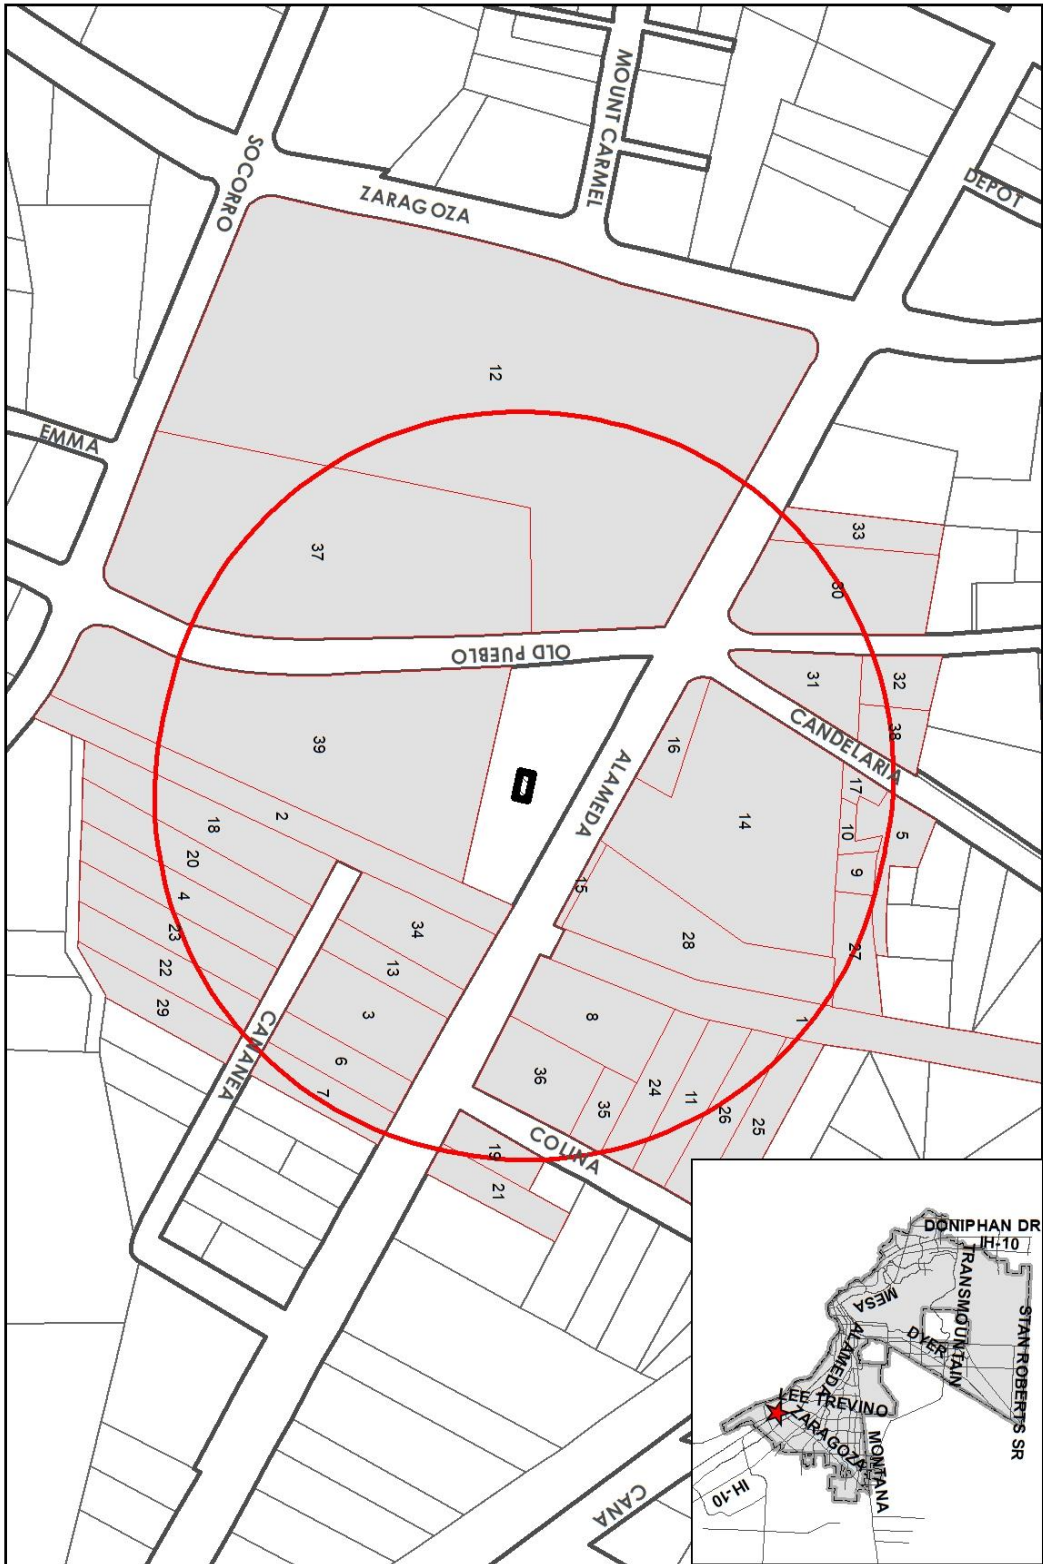 MOUNT CARMEL
DEPOT
SOCORRO
ZARAGOZA
12
EMMA
33
37
30
OLD PUEBLO
31
32
38
CANDELARIA
16
39
ALAMEDA
17
14
10
5
2
18
9
20
15
4
34
28
27
23
13
22
3
8
1
29
CANANEA
6
36
24
11
7
35
26
25
19
COLINA
21
DONIPHAN DR
IH-10
TRANSMOUNTAIN
STAN ROBERTS SR
MESA
DYER
ALAMEDA
LEE TREVINO
ZARAGOZA
MONTANA
IH-10
CANA